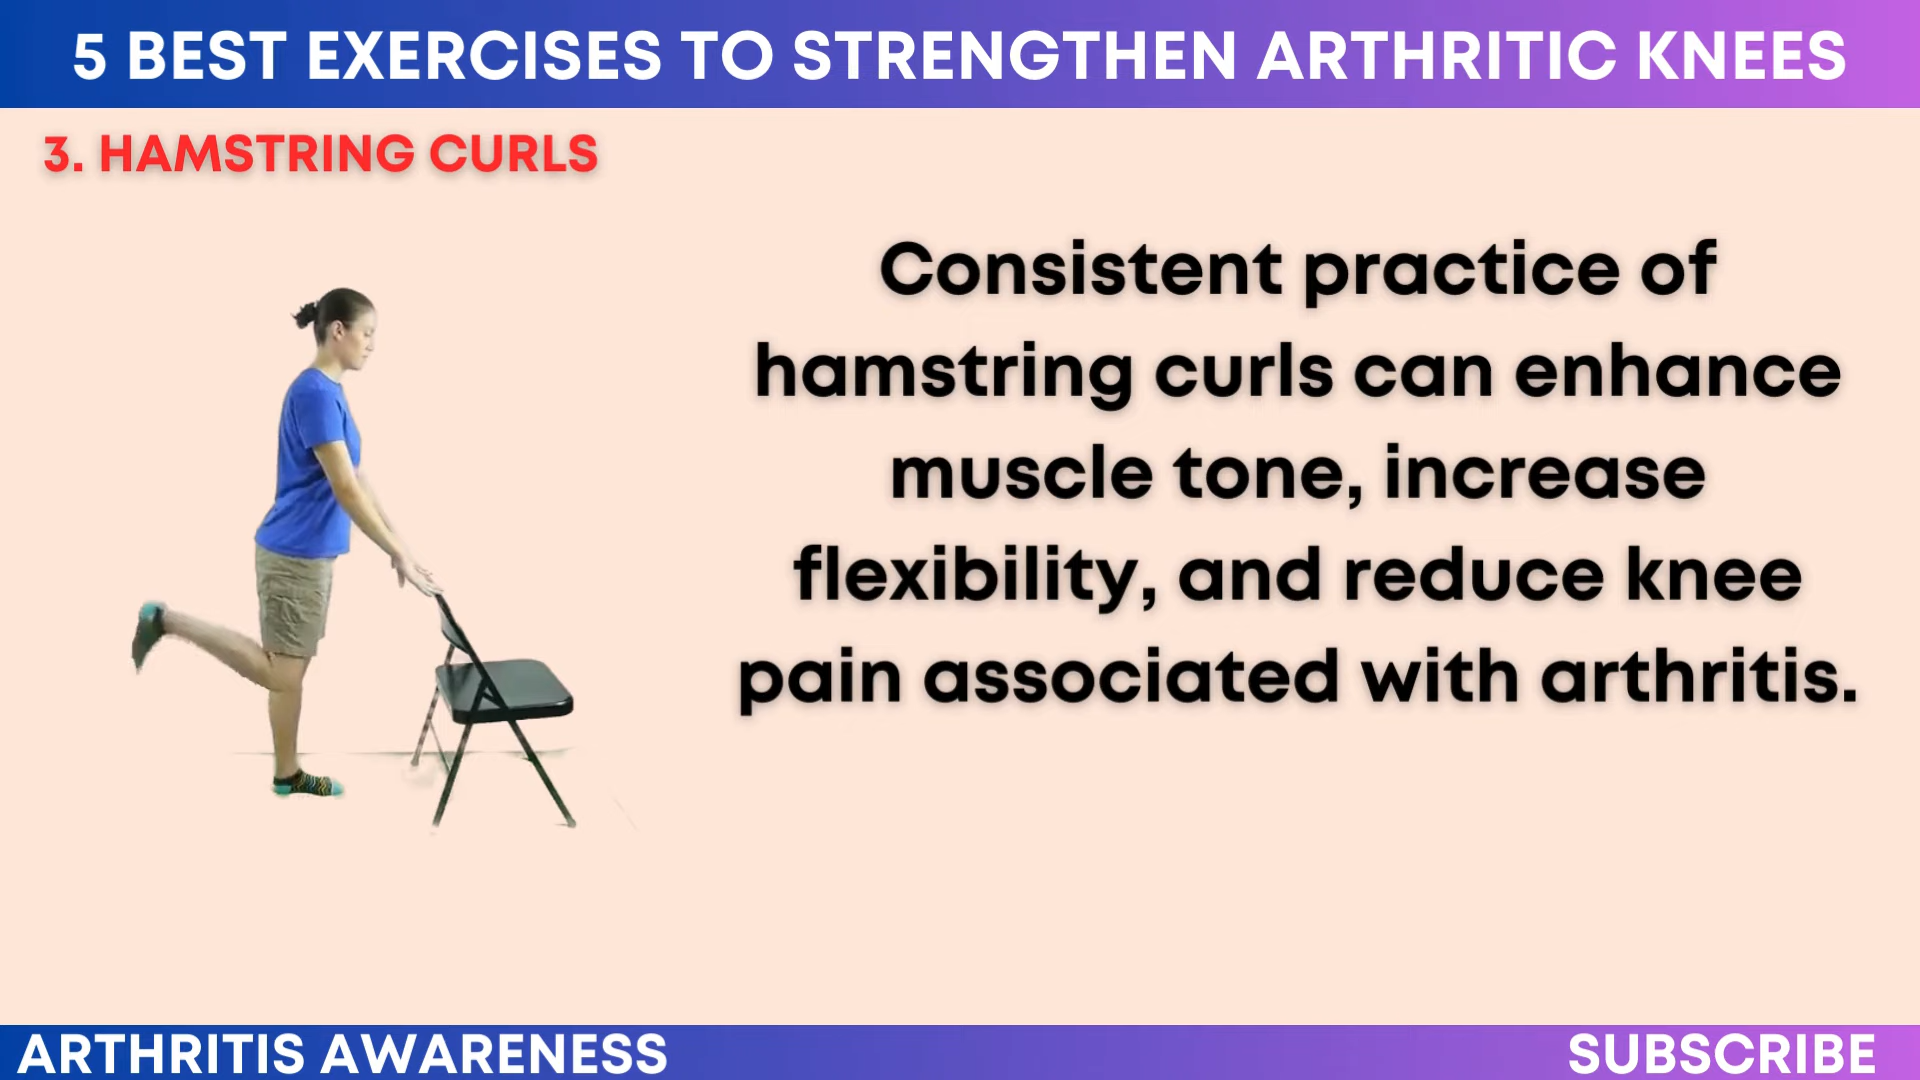 5 BEST EXERCISES TO STRENGTHEN ARTHRITIC KNEES
3. HAMSTRING CURLS
Consistent practice of
hamstring curls can enhance
muscle tone, increase
flexibility, and reduce knee
pain associated with arthritis.
ARTHRITIS AWARENESS
SUBSCRIBE